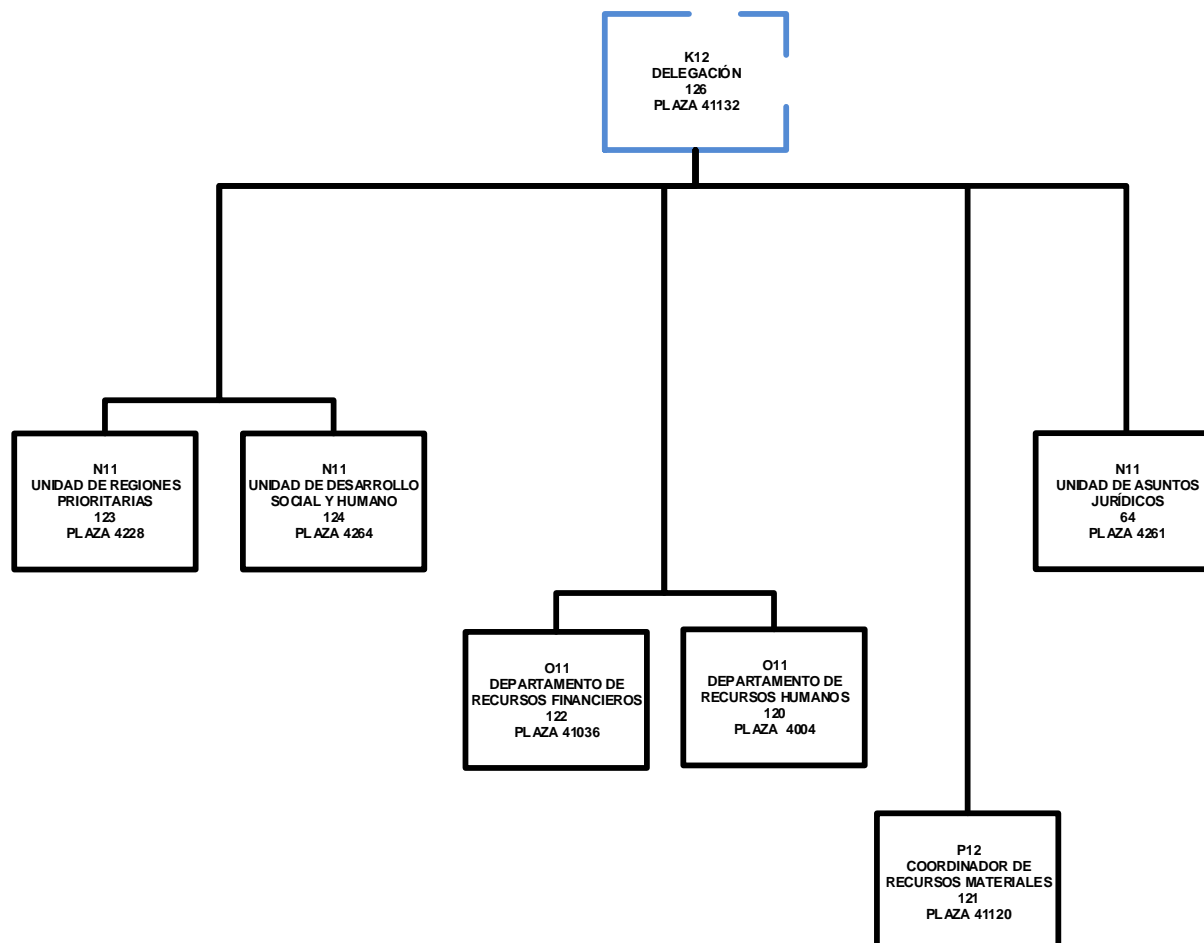 K12
DELEGACIÓN
126
PLAZA 41132
N11
UNIDAD DE REGIONES
PRIORITARIAS
123
PLAZA 4228
N11
UNIDAD DE DESARROLLO
SOCIAL Y HUMANO
124
PLAZA 4264
N11
UNIDAD DE ASUNTOS
JURÍDICOS
64
PLAZA 4261
O11
DEPARTAMENTO DE
RECURSOS FINANCIEROS
122
PLAZA 41036
O11
DEPARTAMENTO DE
RECURSOS HUMANOS
120
PLAZA 4004
P12
COORDINADOR DE
RECURSOS MATERIALES
121
PLAZA 41120